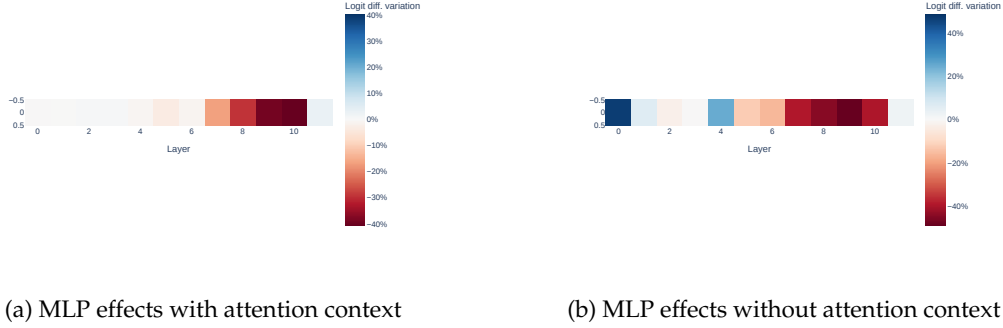 Logit diff. variation
40%
30%
20%
10%
0%
−10%
−20%
−30%
−40%
−0.5
0
0.5
0 2 4 6 8 10
Layer
(a) MLP effects with attention context
Logit diff. variation
40%
20%
0%
−20%
−40%
−0.5
0
0.5
0 2 4 6 8 10
Layer
(b) MLP effects without attention context